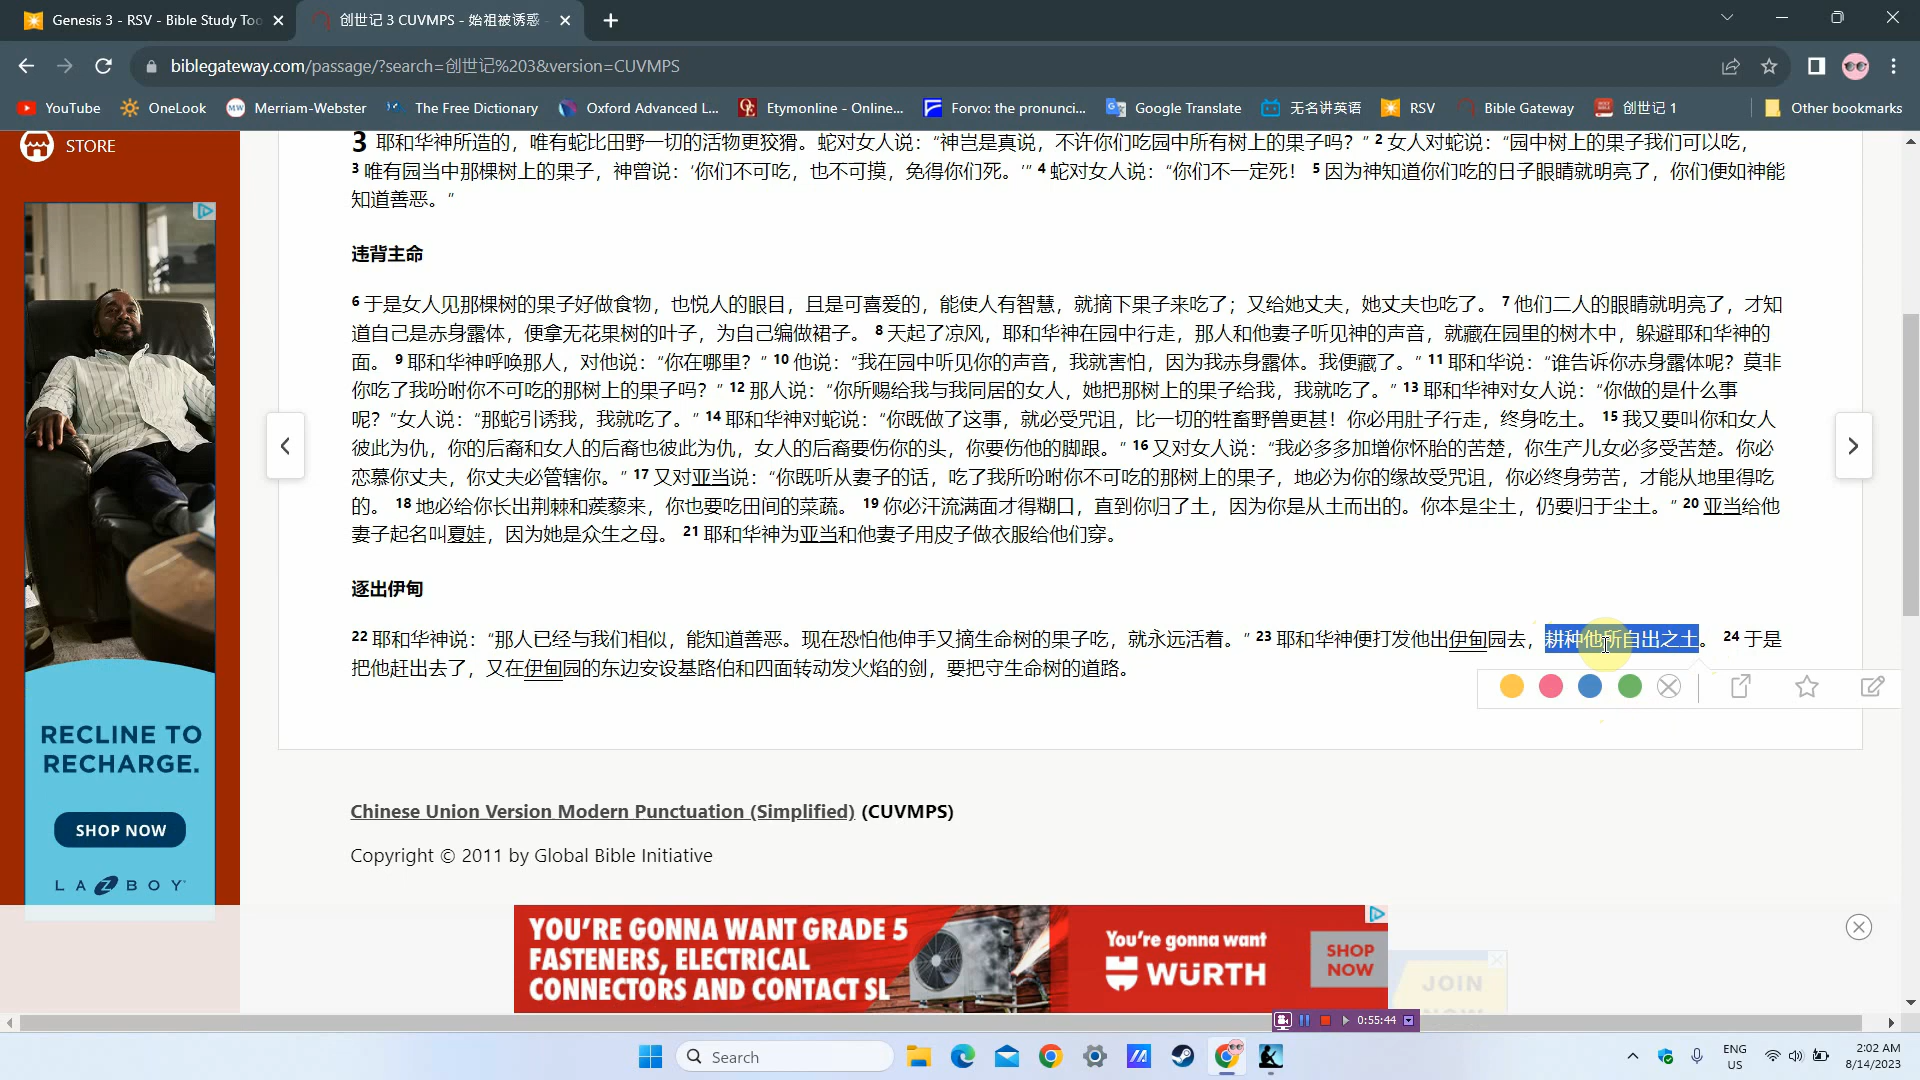 Genesis 3 - RSV - Bible Study Too
创世记 3 CUVMPS - 始祖被诱惑
biblegateway.com/passage/?search=创世记%203&version=CUVMPS
YouTube
OneLook
Merriam-Webster
The Free Dictionary
Oxford Advanced L...
Etymonline - Online...
Forvo: the pronunci...
Google Translate
无名讲英语
RSV
Bible Gateway
创世记 1
Other bookmarks
STORE
3 耶和华神所造的，唯有蛇比田野一切的活物更狡猾。蛇对女人说：“神岂是真说，不许你们吃园中所有树上的果子吗？” 2 女人对蛇说：“园中树上的果子我们可以吃，
3 唯有园当中那棵树上的果子，神曾说：‘你们不可吃，也不可摸，免得你们死。’” 4 蛇对女人说：“你们不一定死！ 5 因为神知道你们吃的日子眼睛就明亮了，你们便如神能
知道善恶。”
违背主命
6 于是女人见那棵树的果子好做食物，也悦人的眼目，且是可喜爱的，能使人有智慧，就摘下果子来吃了；又给她丈夫，她丈夫也吃了。 7 他们二人的眼睛就明亮了，才知
道自己是赤身露体，便拿无花果树的叶子，为自己编做裙子。 8 天起了凉风，耶和华神在园中行走，那人和他妻子听见神的声音，就藏在园里的树木中，躲避耶和华神的
面。 9 耶和华神呼唤那人，对他说：“你在哪里？” 10 他说：“我在园中听见你的声音，我就害怕，因为我赤身露体。我便藏了。” 11 耶和华说：“谁告诉你赤身露体呢？莫非
你吃了我吩咐你不可吃的那树上的果子吗？” 12 那人说：“你所赐给我与我同居的女人，她把那树上的果子给我，我就吃了。” 13 耶和华神对女人说：“你做的是什么事
呢？”女人说：“那蛇引诱我，我就吃了。” 14 耶和华神对蛇说：“你既做了这事，就必受咒诅，比一切的牲畜野兽更甚！你必用肚子行走，终身吃土。 15 我又要叫你和女人
彼此为仇，你的后裔和女人的后裔也彼此为仇，女人的后裔要伤你的头，你要伤他的脚跟。” 16 又对女人说：“我必多多加增你怀胎的苦楚，你生产儿女必多受苦楚。你必
恋慕你丈夫，你丈夫必管辖你。” 17 又对亚当说：“你既听从妻子的话，吃了我所吩咐你不可吃的那树上的果子，地必为你的缘故受咒诅，你必终身劳苦，才能从地里得吃
的。 18 地必给你长出荆棘和蒺藜来，你也要吃田间的菜蔬。 19 你必汗流满面才得糊口，直到你归了土，因为你是从土而出的。你本是尘土，仍要归于尘土。” 20 亚当给他
妻子起名叫夏娃，因为她是众生之母。 21 耶和华神为亚当和他妻子用皮子做衣服给他们穿。
逐出伊甸
22 耶和华神说：“那人已经与我们相似，能知道善恶。现在恐怕他伸手又摘生命树的果子吃，就永远活着。” 23 耶和华神便打发他出伊甸园去，耕种他所自出之土。 24 于是
把他赶出去了，又在伊甸园的东边安设基路伯和四面转动发火焰的剑，要把守生命树的道路。
Chinese Union Version Modern Punctuation (Simplified) (CUVMPS)
Copyright © 2011 by Global Bible Initiative
RECLINE TO
RECHARGE.
SHOP NOW
LA Z BOY
YOU'RE GONNA WANT GRADE 5
FASTENERS, ELECTRICAL
CONNECTORS AND CONTACT SL
You're gonna want
WÜRTH
SHOP
NOW
JOIN
0:55:44
Search
ENG
US
2:02 AM
8/14/2023